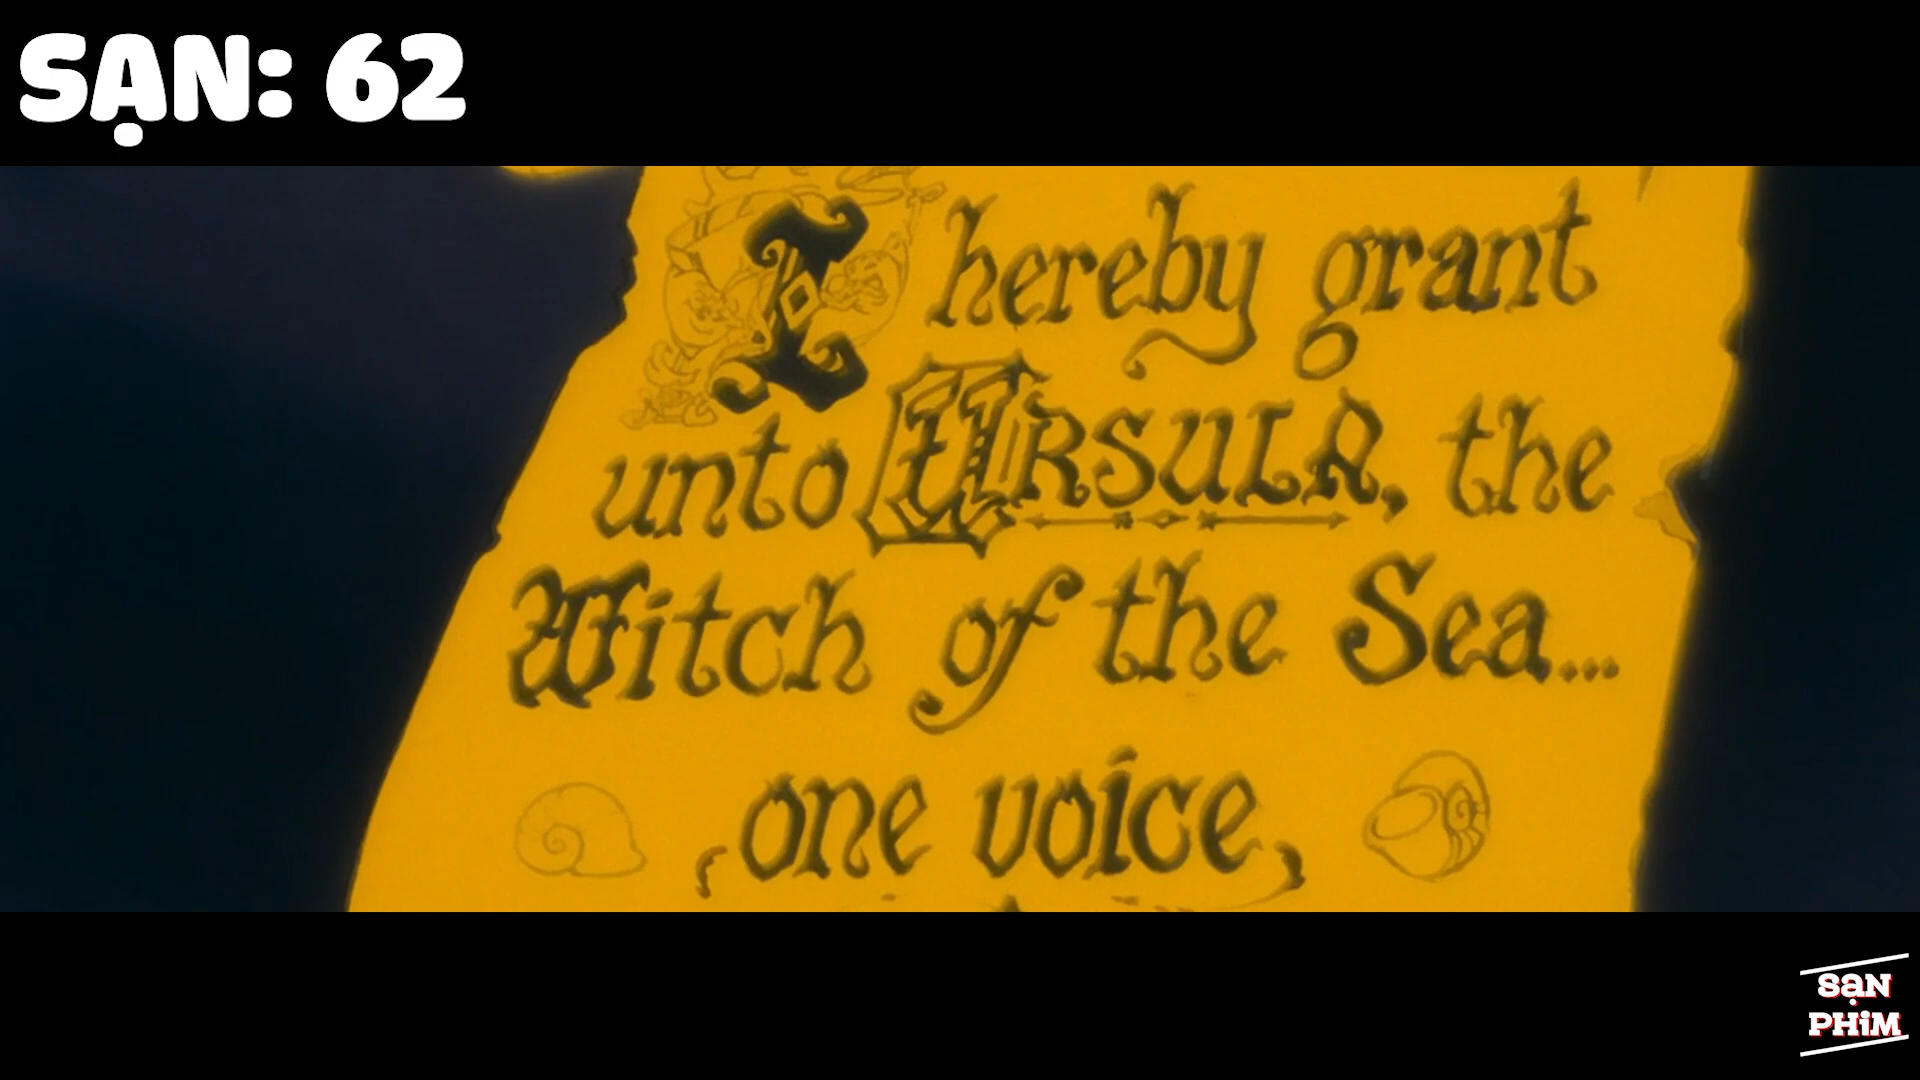 SẠN: 62
I hereby grant
unto URSULA, the
Witch of the Sea...
one voice,
SẠN
PHiM